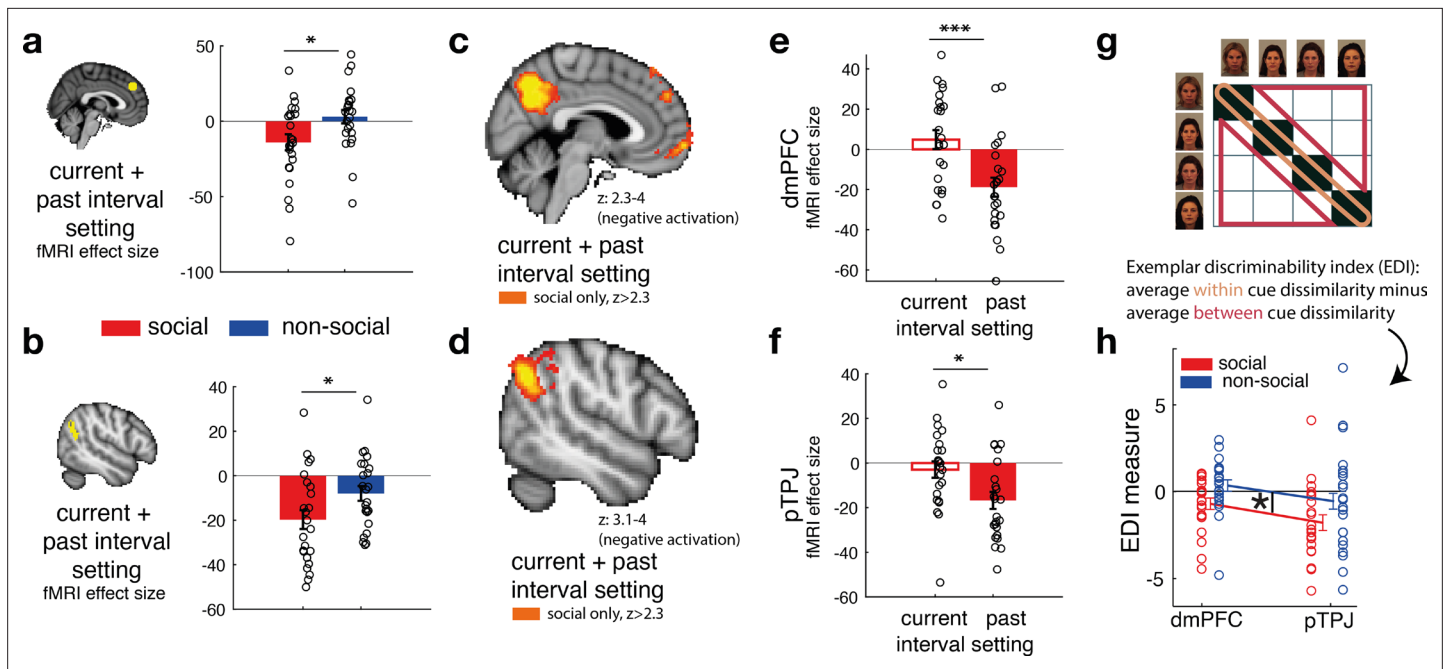 a
50
0
-50
-100
*
current +
past interval
setting
fMRI effect size
social
non-social
b
40
20
0
-20
-40
-60
*
current +
past interval
setting
fMRI effect size
c
z: 2.3-4
(negative activation)
current + past
interval setting
social only, z>2.3
d
z: 3.1-4
(negative activation)
current + past
interval setting
social only, z>2.3
e
***
dmPFC
fMRI effect size
40
20
0
-20
-40
-60
current past
interval setting
f
*
pTPJ
fMRI effect size
60
40
20
0
-20
-40
-60
current past
interval setting
g
Exemplar discriminability index (EDI):
average within cue dissimilarity minus
average between cue dissimilarity
h
social
non-social
EDI measure
5
0
-5
*
dmPFC
pTPJ